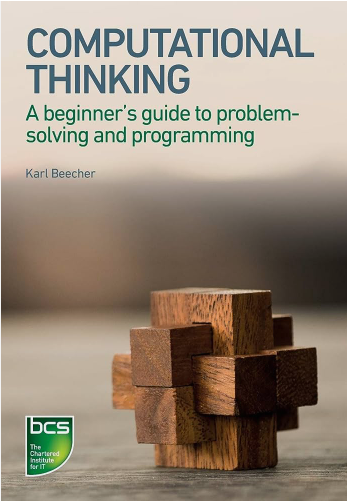 COMPUTATIONAL
THINKING
A beginner's guide to problem-
solving and programming
Karl Beecher
bcs
The
Chartered
Institute
for IT